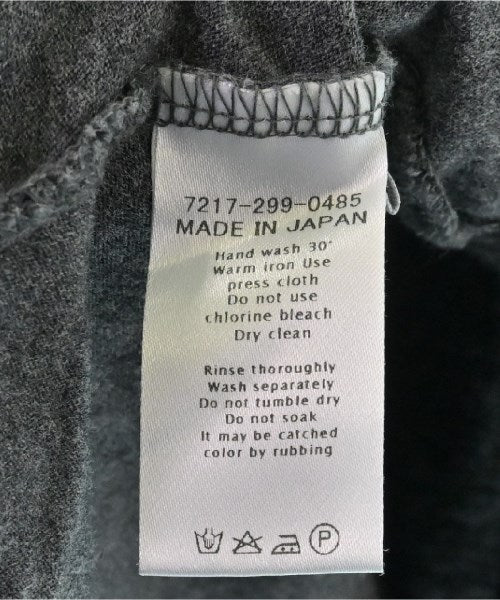 7217-299-0485
MADE IN JAPAN
Hand wash 30°
Warm iron Use
press cloth
Do not use
chlorine bleach
Dry clean
Rinse thoroughly
Wash separately
Do not tumble dry
Do not soak
It may be catched
color by rubbing
P